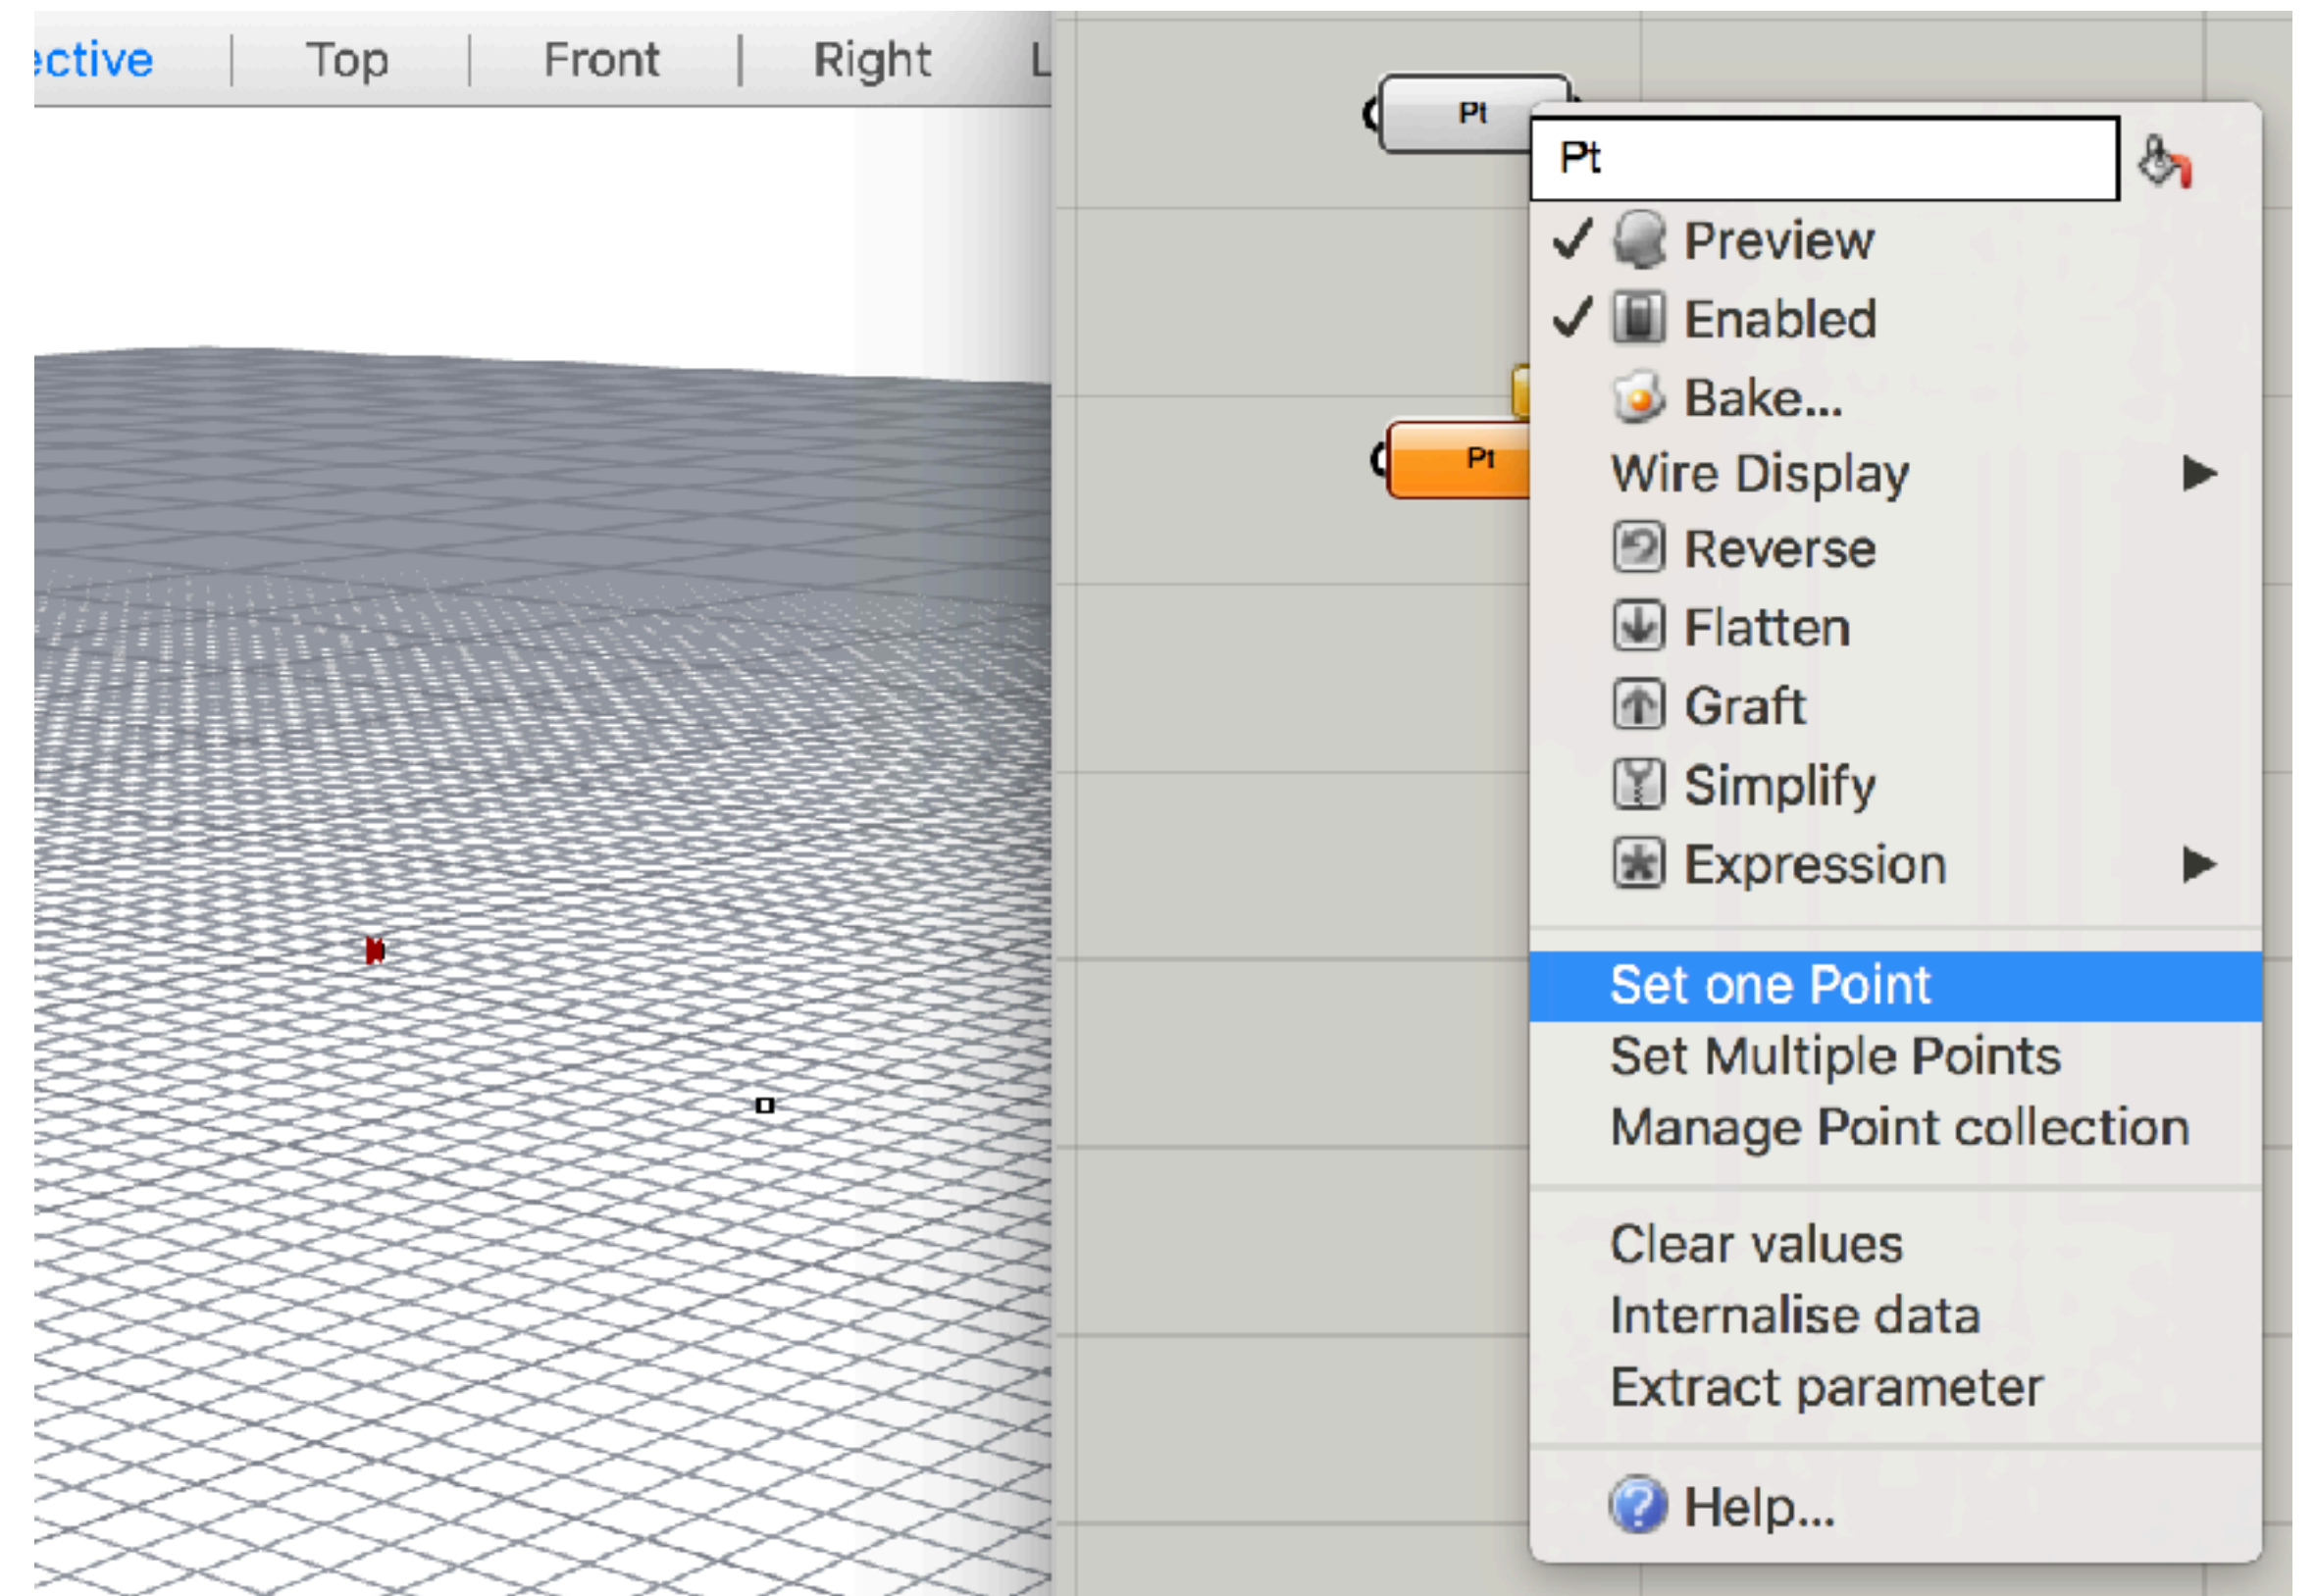 ective | Top | Front | Right L
Pt
Pt
Preview
Enabled
Bake...
Pt
Wire Display
Reverse
Flatten
Graft
Simplify
Expression
Set one Point
Set Multiple Points
Manage Point collection
Clear values
Internalise data
Extract parameter
Help...